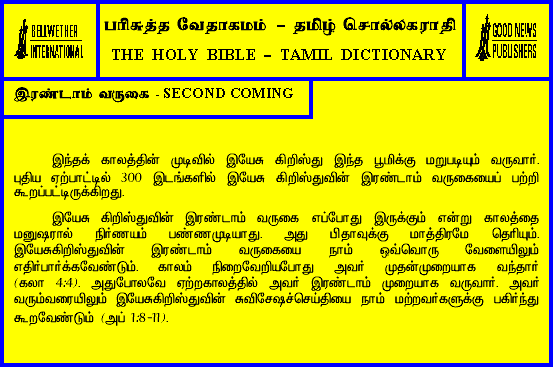 BELLWETHER
INTERNATIONAL
பரிசுத்த வேதாகமம் – தமிழ் சொல்லகராதி
THE HOLY BIBLE – TAMIL DICTIONARY
GOOD NEWS
PUBLISHERS
இரண்டாம் வருகை - SECOND COMING
இந்தக் காலத்தின் முடிவில் இயேசு கிறிஸ்து இந்த பூமிக்கு மறுபடியும் வருவார்.
புதிய ஏற்பாட்டில் 300 இடங்களில் இயேசு கிறிஸ்துவின் இரண்டாம் வருகையைப் பற்றி
கூறப்பட்டிருக்கிறது.
இயேசு கிறிஸ்துவின் இரண்டாம் வருகை எப்போது இருக்கும் என்று காலத்தை
மனுஷரால் நிர்ணயம் பண்ணமுடியாது. அது பிதாவுக்கு மாத்திரமே தெரியும்.
இயேசுகிறிஸ்துவின் இரண்டாம் வருகையை நாம் ஒவ்வொரு வேளையிலும்
எதிர்பார்க்கவேண்டும். காலம் நிறைவேறியபோது அவர் முதன்முறையாக வந்தார்
(கலா 4:4). அதுபோலவே ஏற்றகாலத்தில் அவர் இரண்டாம் முறையாக வருவார். அவர்
வரும்வரையிலும் இயேசுகிறிஸ்துவின் சுவிசேஷச்செய்தியை நாம் மற்றவர்களுக்கு பகிர்ந்து
கூறவேண்டும் (அப் 1:8-11).